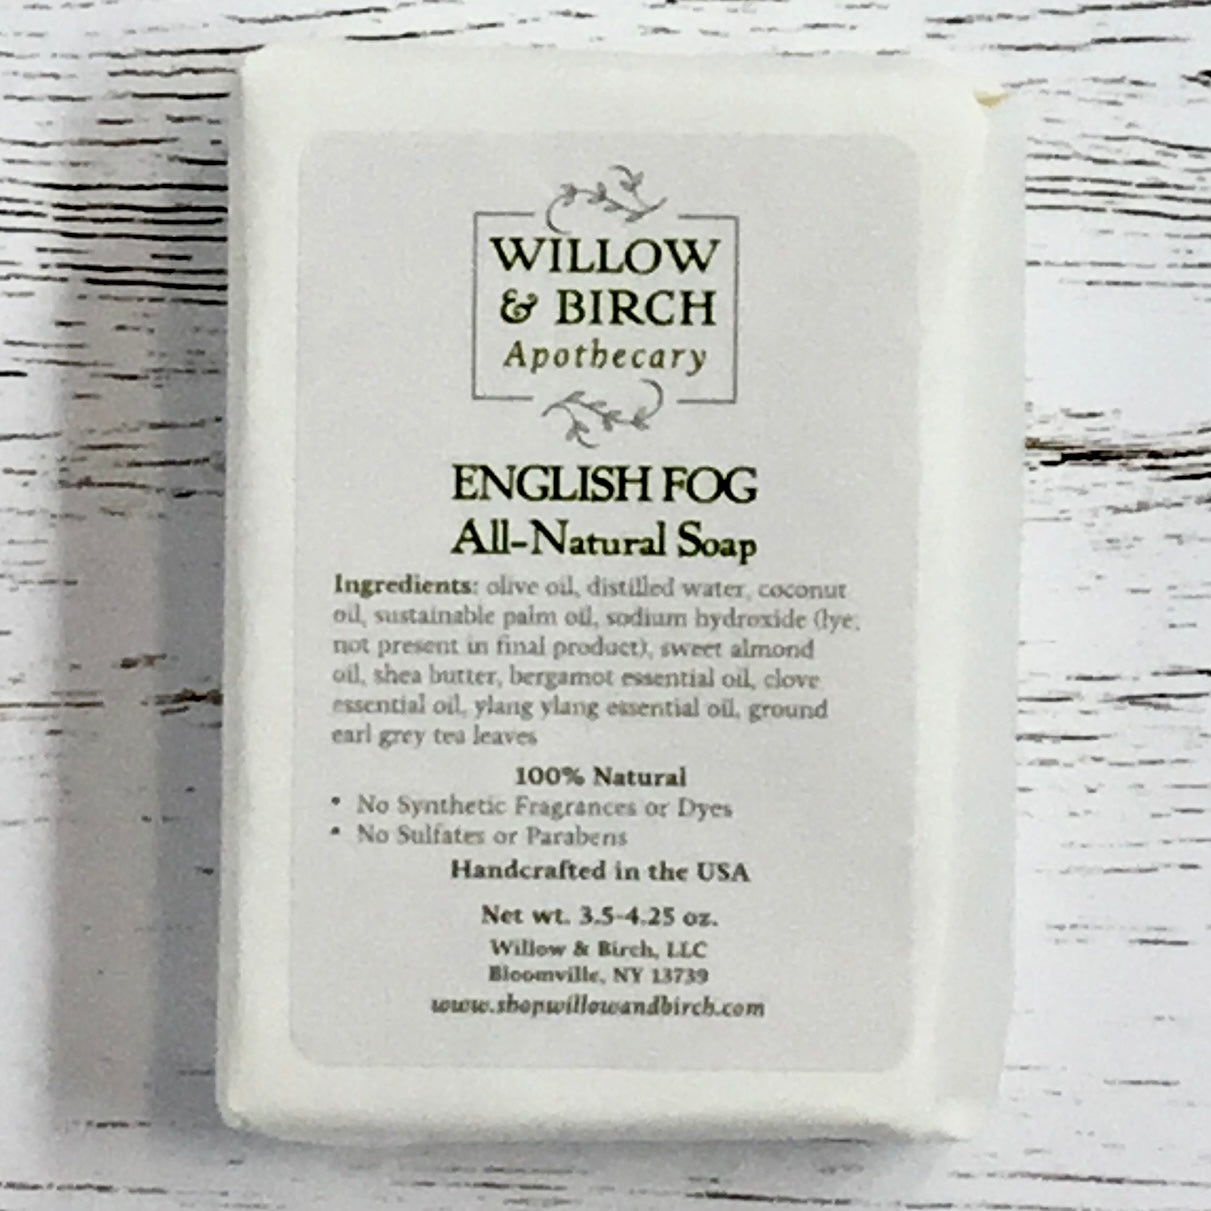 WILLOW
& BIRCH
Apothecary
ENGLISH FOG
All-Natural Soap
Ingredients: olive oil, distilled water, coconut
oil, sustainable palm oil, sodium hydroxide (lye,
not present in final product), sweet almond
oil, shea butter, bergamot essential oil, clove
essential oil, ylang ylang essential oil, ground
earl grey tea leaves
100% Natural
• No Synthetic Fragrances or Dyes
• No Sulfates or Parabens
Handcrafted in the USA
Net wt. 3.5-4.25 oz.
Willow & Birch, LLC
Bloomville, NY 13739
www.shopwillowandbirch.com